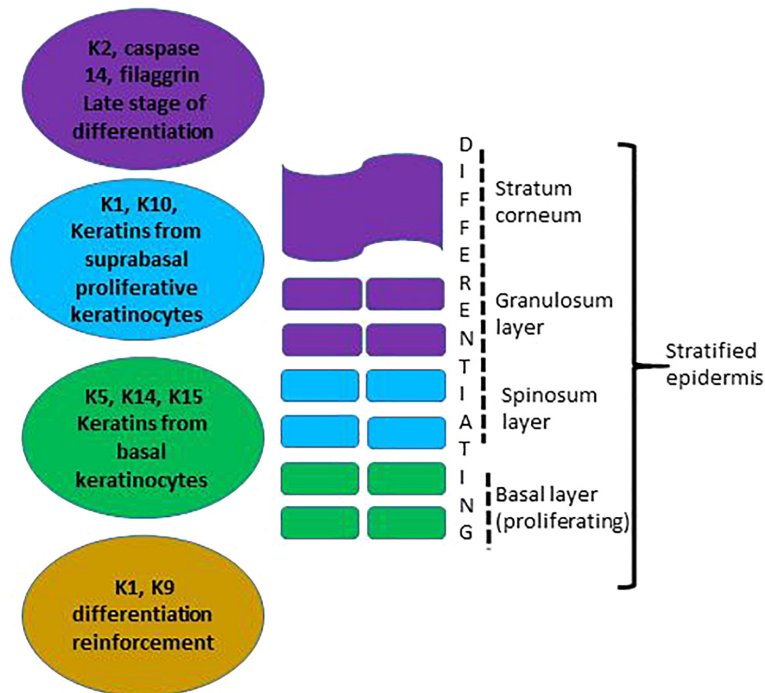 K2, caspase
14, filaggrin
Late stage of
differentiation
K1, K10,
Keratins from
suprabasal
proliferative
keratinocytes
K5, K14, K15
Keratins from
basal
keratinocytes
K1, K9
differentiation
reinforcement
DIFFERENTIATING
Stratum
corneum
Granulosum
layer
Spinosum
layer
Basal layer
(proliferating)
Stratified
epidermis